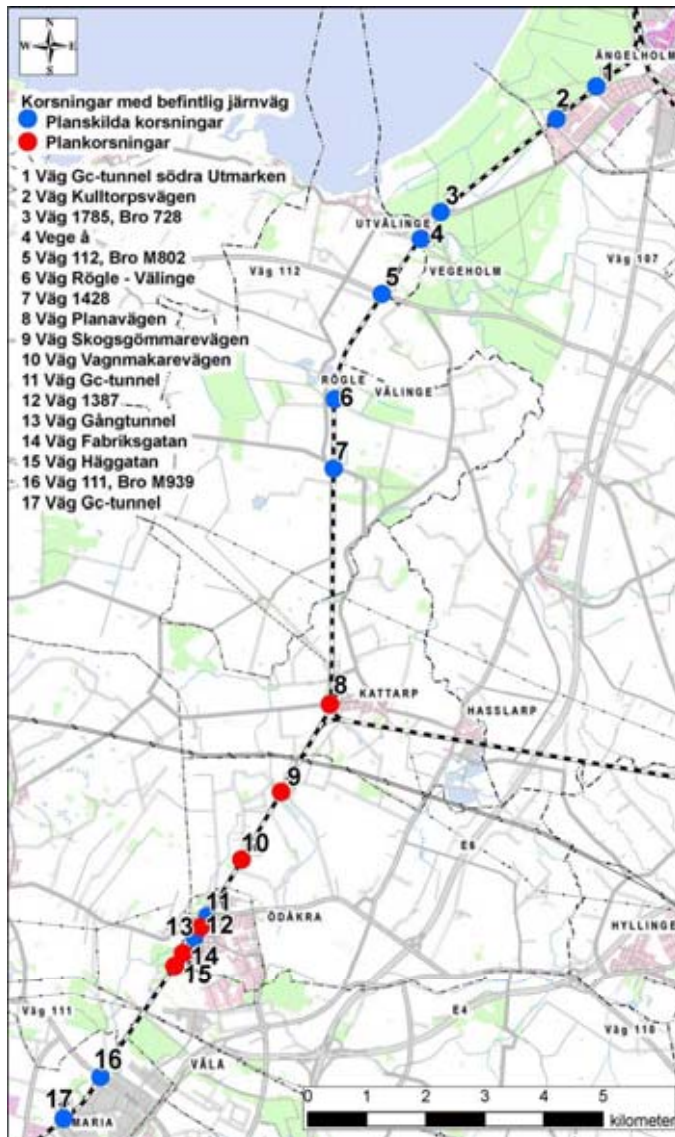 N
W E
S
Korsningar med befintlig järnväg
Planskilda korsningar
Plankorsningar
1 Väg Gc-tunnel södra Utmarken
2 Väg Kulltorpsvägen
3 Väg 1785, Bro 728
4 Vege å
5 Väg 112, Bro M802
6 Väg Rögle - Välinge
7 Väg 1428
8 Väg Planavägen
9 Väg Skogsgömmarevägen
10 Väg Vagnmakarevägen
11 Väg Gc-tunnel
12 Väg 1387
13 Väg Gångtunnel
14 Väg Fabriksgatan
15 Väg Häggatan
16 Väg 111, Bro M939
17 Väg Gc-tunnel
ÄNGELHOLM
1
2
3
UTVÄLINGE
4
VEGEHOLM
Väg 107
Väg 112
5
RÖGLE
VÄLINGE
6
7
8
KATTARP
HASSLARP
9
E6
10
11
ÖDÅKRA
13 12
HYLLINGE
14
15
Väg 111
E4
Väg 110
16
VÄLA
17
MARIA
0 1 2 3 4 5
kilometer